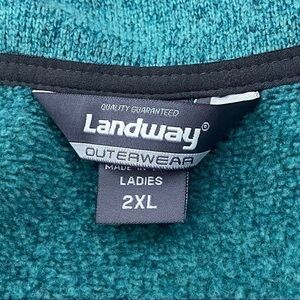 QUALITY GUARANTEED
Landway®
OUTERWEAR
MADE IN
LADIES
2XL